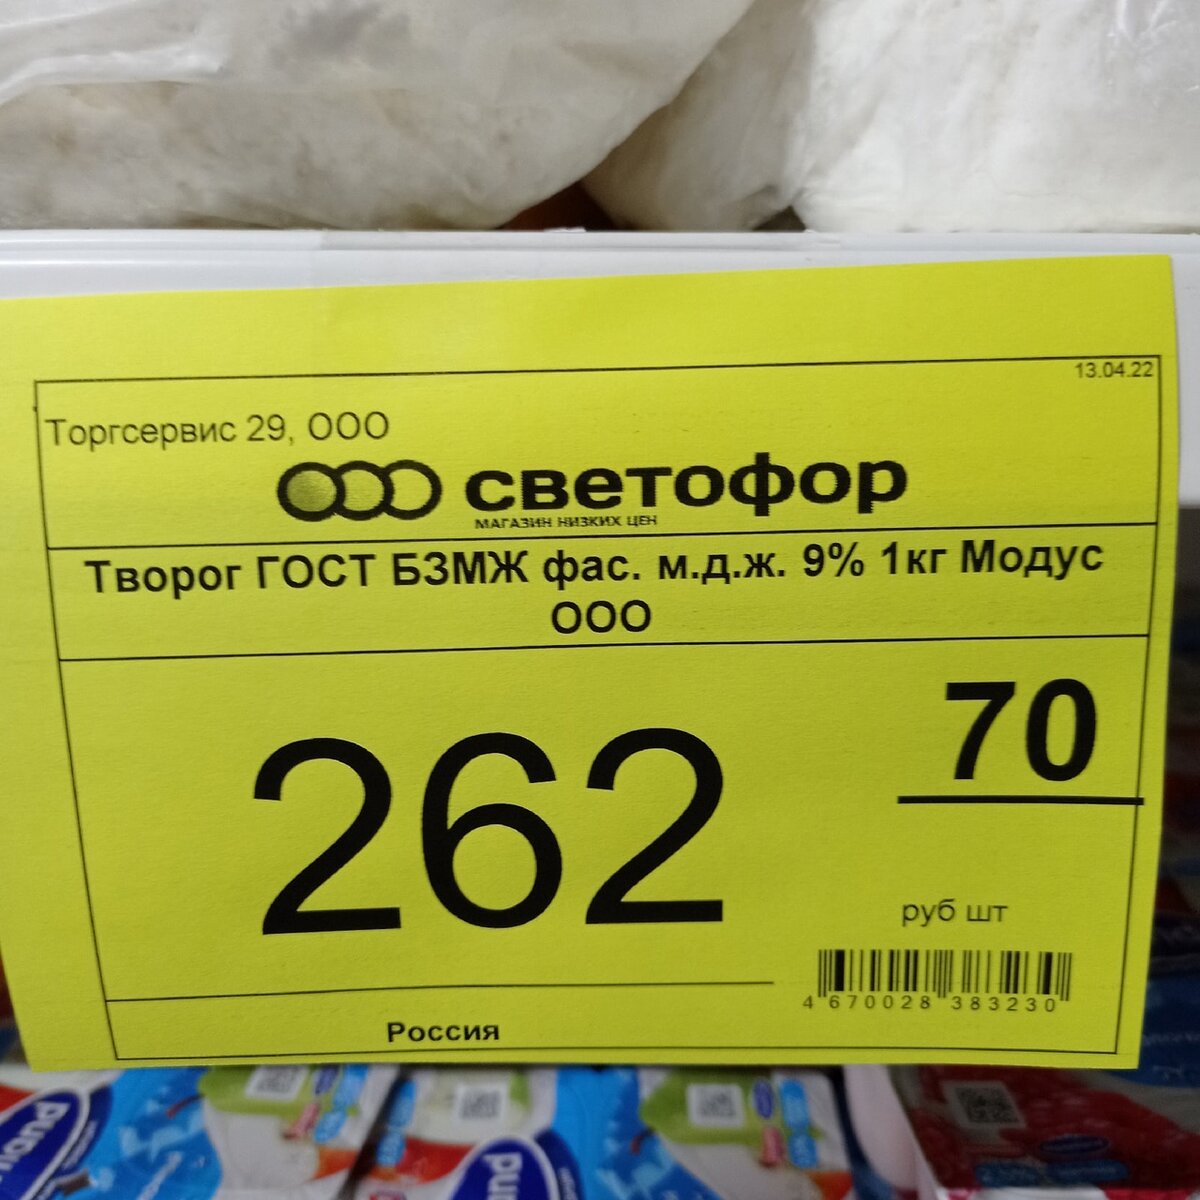 13.04.22
Торгсервис 29, ООО
светофор
МАГАЗИН НИЗКИХ ЦЕН
Творог ГОСТ БЗМЖ фас. м.д.ж. 9% 1кг Модус
ООО
262
70
руб шт
4 670028 383230
Россия